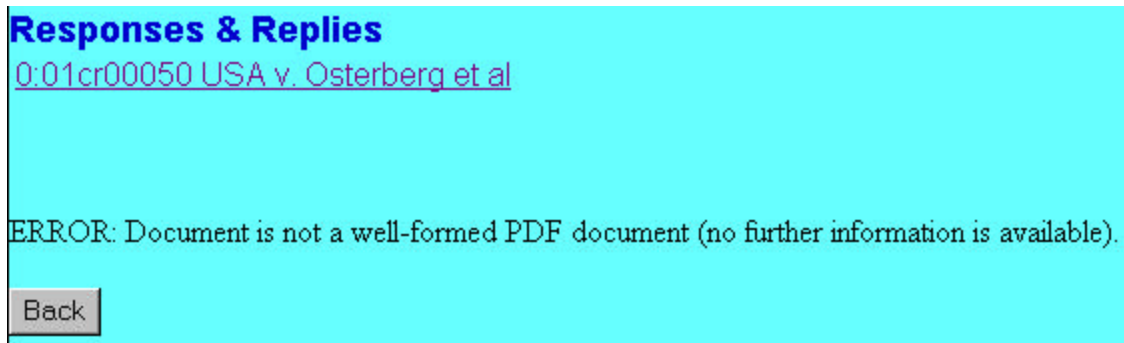 Responses & Replies
0:01cr00050 USA v. Osterberg et al
ERROR: Document is not a well-formed PDF document (no further information is available).
Back